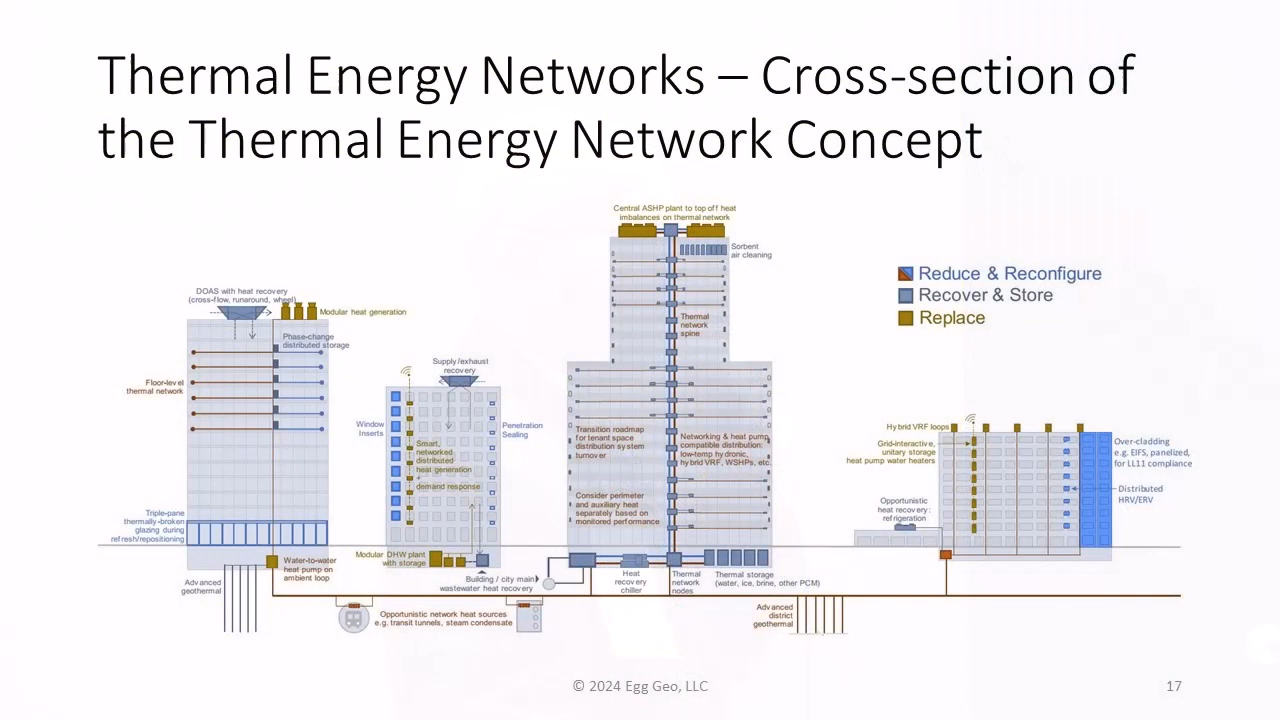 Thermal Energy Networks – Cross-section of
the Thermal Energy Network Concept
Central ASHP plant to top off heat
imbalances on thermal network
Sorbent
air cleaning
Reduce & Reconfigure
Recover & Store
Replace
DOAS with heat recovery
(cross-flow, runaround, wheel)
Modular heat generation
Phase-change
distributed storage
Floor-level
thermal network
Triple-pane
thermally-broken
glazing during
refresh/repositioning
Water-to-water
heat pump on
ambient loop
Advanced
geothermal
Supply/exhaust
recovery
Window
Inserts
Penetration
Sealing
Smart,
networked
distributed
heat generation
+
demand response
Modular DHW plant
with storage
Building / city main
wastewater heat recovery
Opportunistic network heat sources
e.g. transit tunnels, steam condensate
Thermal
network
spine
Transition roadmap
for tenant space
distribution system
turnover
Networking & heat pump
compatible distribution:
low-temp hydronic,
hybrid VRF, WSHPs, etc.
Consider perimeter
and auxiliary heat
separately based on
monitored performance
Heat
recovery
chiller
Thermal
network
nodes
Thermal storage
(water, ice, brine, other PCM)
Advanced
district
geothermal
Hybrid VRF loops
Grid-interactive,
unitary storage
heat pump water heaters
Opportunistic
heat recovery:
refrigeration
Over-cladding
e.g. EIFS, panelized,
for LL11 compliance
Distributed
HRV/ERV
© 2024 Egg Geo, LLC
17